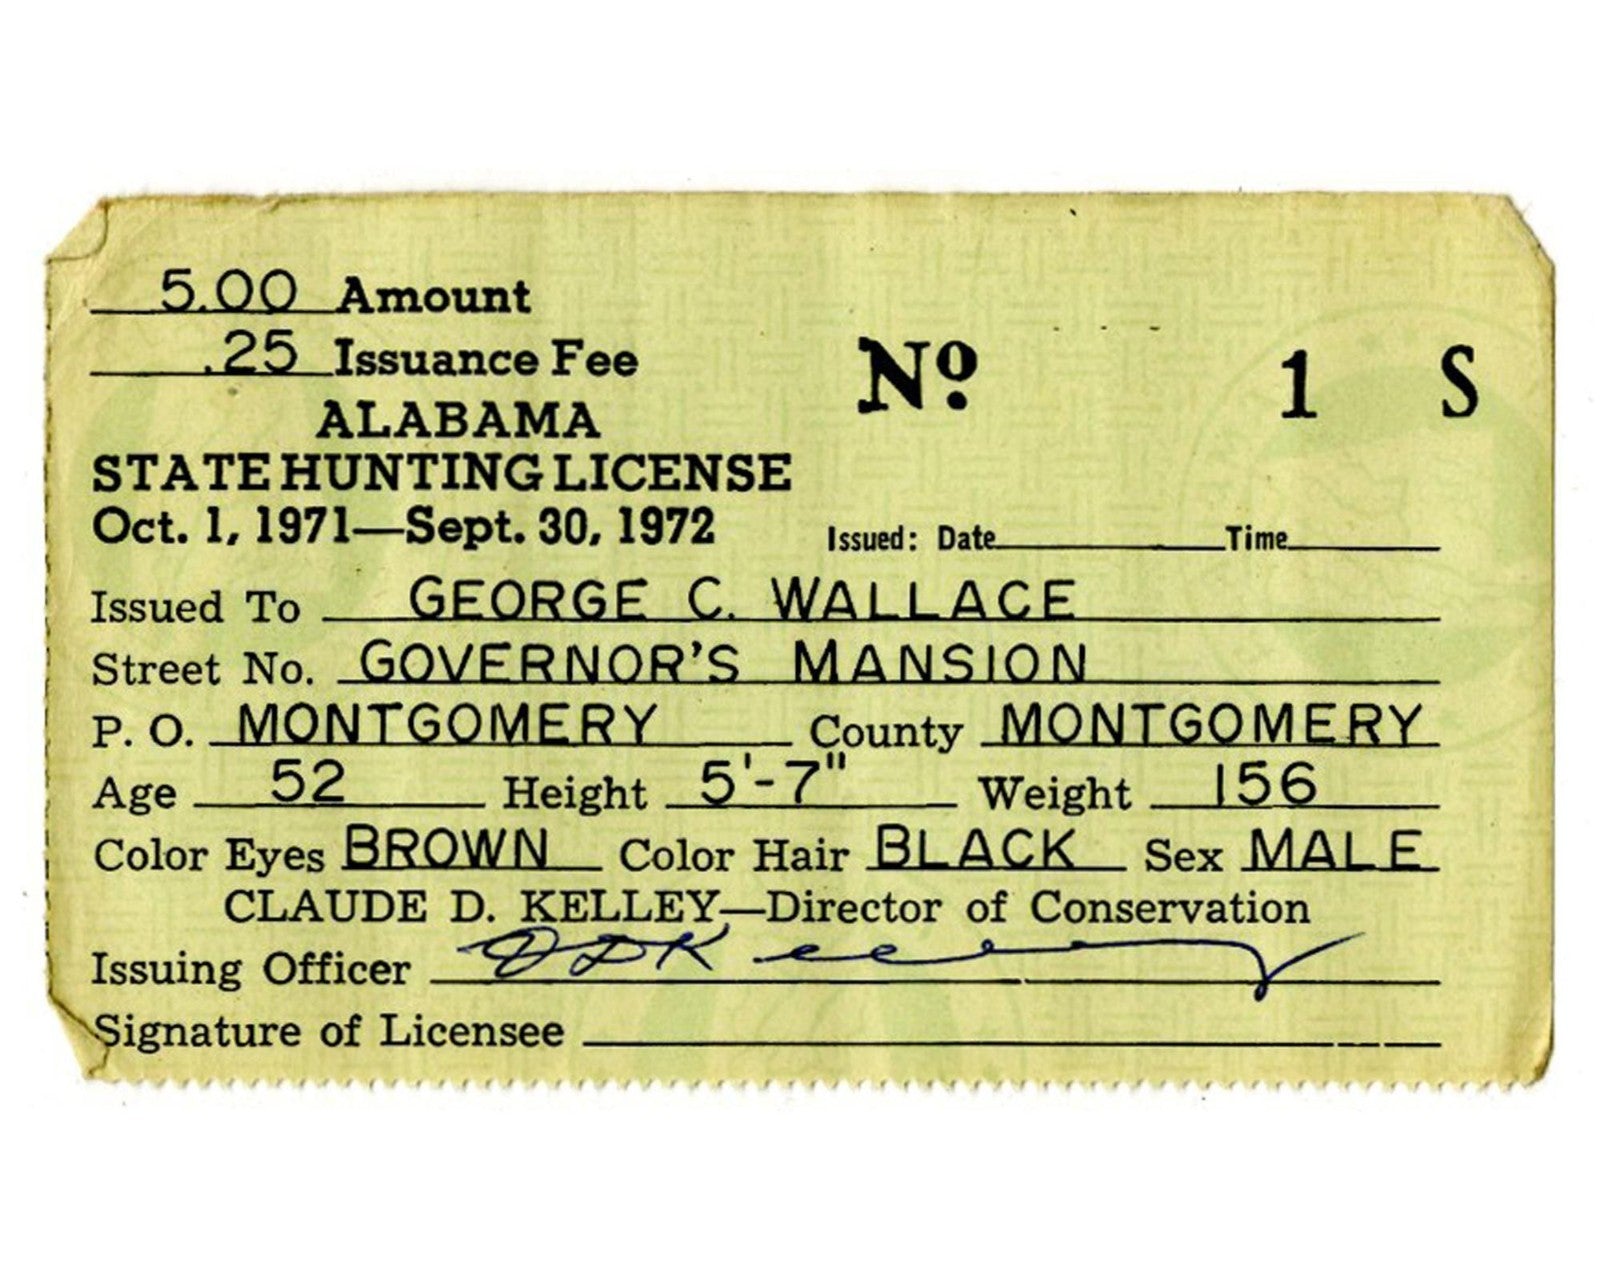 5.00 Amount
.25 Issuance Fee
Nº 1 S
ALABAMA
STATE HUNTING LICENSE
Oct. 1, 1971—Sept. 30, 1972
Issued: Date Time
Issued To GEORGE C. WALLACE
Street No. GOVERNOR'S MANSION
P. O. MONTGOMERY County MONTGOMERY
Age 52 Height 5'-7" Weight 156
Color Eyes BROWN Color Hair BLACK Sex MALE
CLAUDE D. KELLEY—Director of Conservation
Issuing Officer
Signature of Licensee